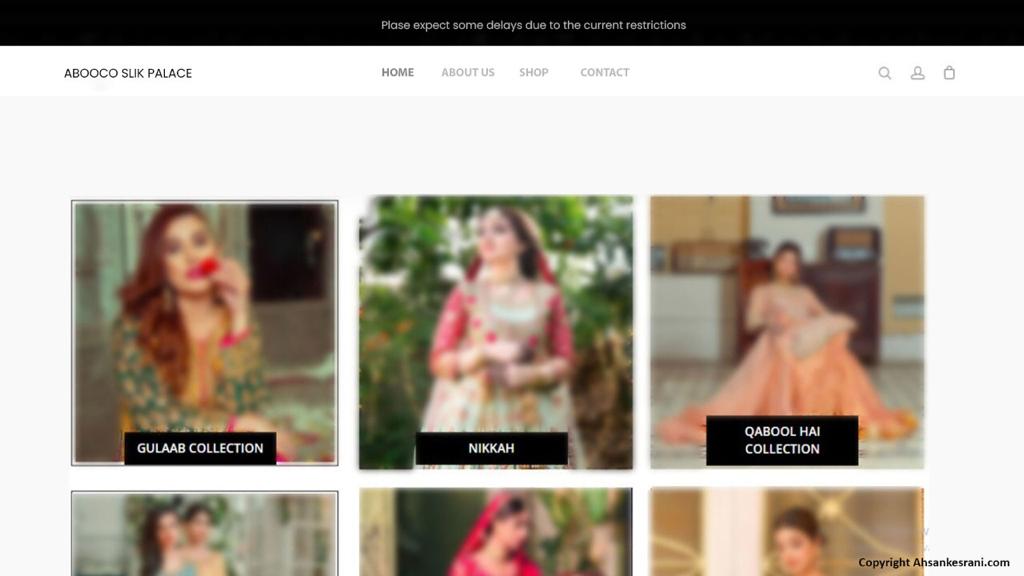 Plase expect some delays due to the current restrictions
ABOOCO SLIK PALACE
HOME
ABOUT US
SHOP
CONTACT
GULAAB COLLECTION
NIKKAH
QABOOL HAI
COLLECTION
Copyright Ahsankesrani.com